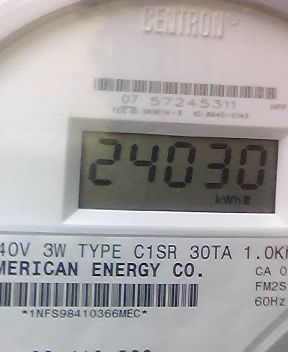 CENTRON®
07 57245311
24030
kWh
40V 3W TYPE C1SR 30TA 1.0K
MERICAN ENERGY CO.
CA 0
FM2S
60Hz
*1NFS98410366MEC*